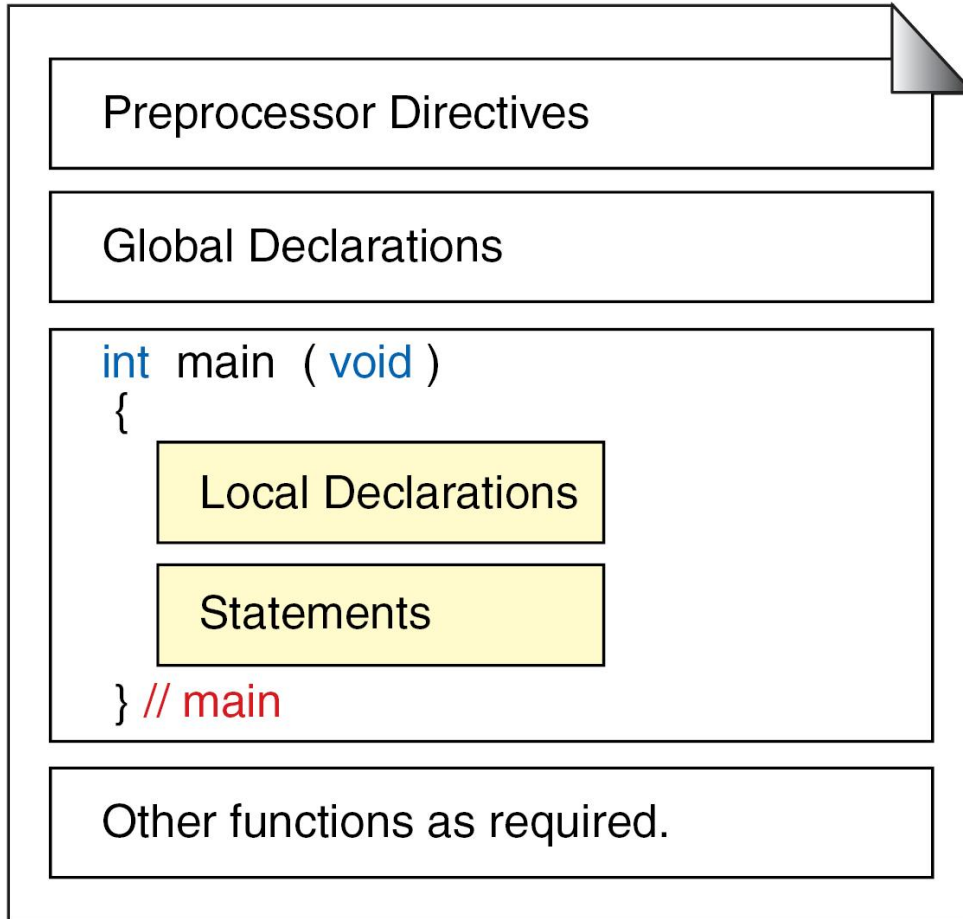 Preprocessor Directives
Global Declarations
int main ( void )
{
Local Declarations
Statements
} // main
Other functions as required.